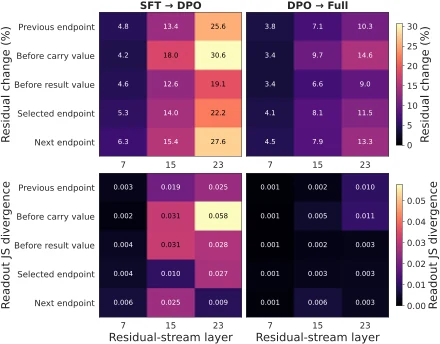 SFT → DPO
DPO → Full
Residual change (%)
Previous endpoint 4.8 13.4 25.6 3.8 7.1 10.3
Before carry value 4.2 18.0 30.6 3.4 9.7 14.6
Before result value 4.6 12.6 19.1 3.4 6.6 9.0
Selected endpoint 5.3 14.0 22.2 4.1 8.1 11.5
Next endpoint 6.3 15.4 27.6 4.5 7.9 13.3
7 15 23 7 15 23
30
25
20
15
10
5
0
Residual change (%)
Readout JS divergence
Previous endpoint 0.003 0.019 0.025 0.001 0.002 0.010
Before carry value 0.002 0.031 0.058 0.001 0.005 0.011
Before result value 0.004 0.031 0.028 0.001 0.002 0.003
Selected endpoint 0.004 0.010 0.027 0.001 0.002 0.003
Next endpoint 0.006 0.025 0.009 0.001 0.006 0.003
7 15 23 7 15 23
Residual-stream layer
Residual-stream layer
0.05
0.04
0.03
0.02
0.01
0.00
Readout JS divergence